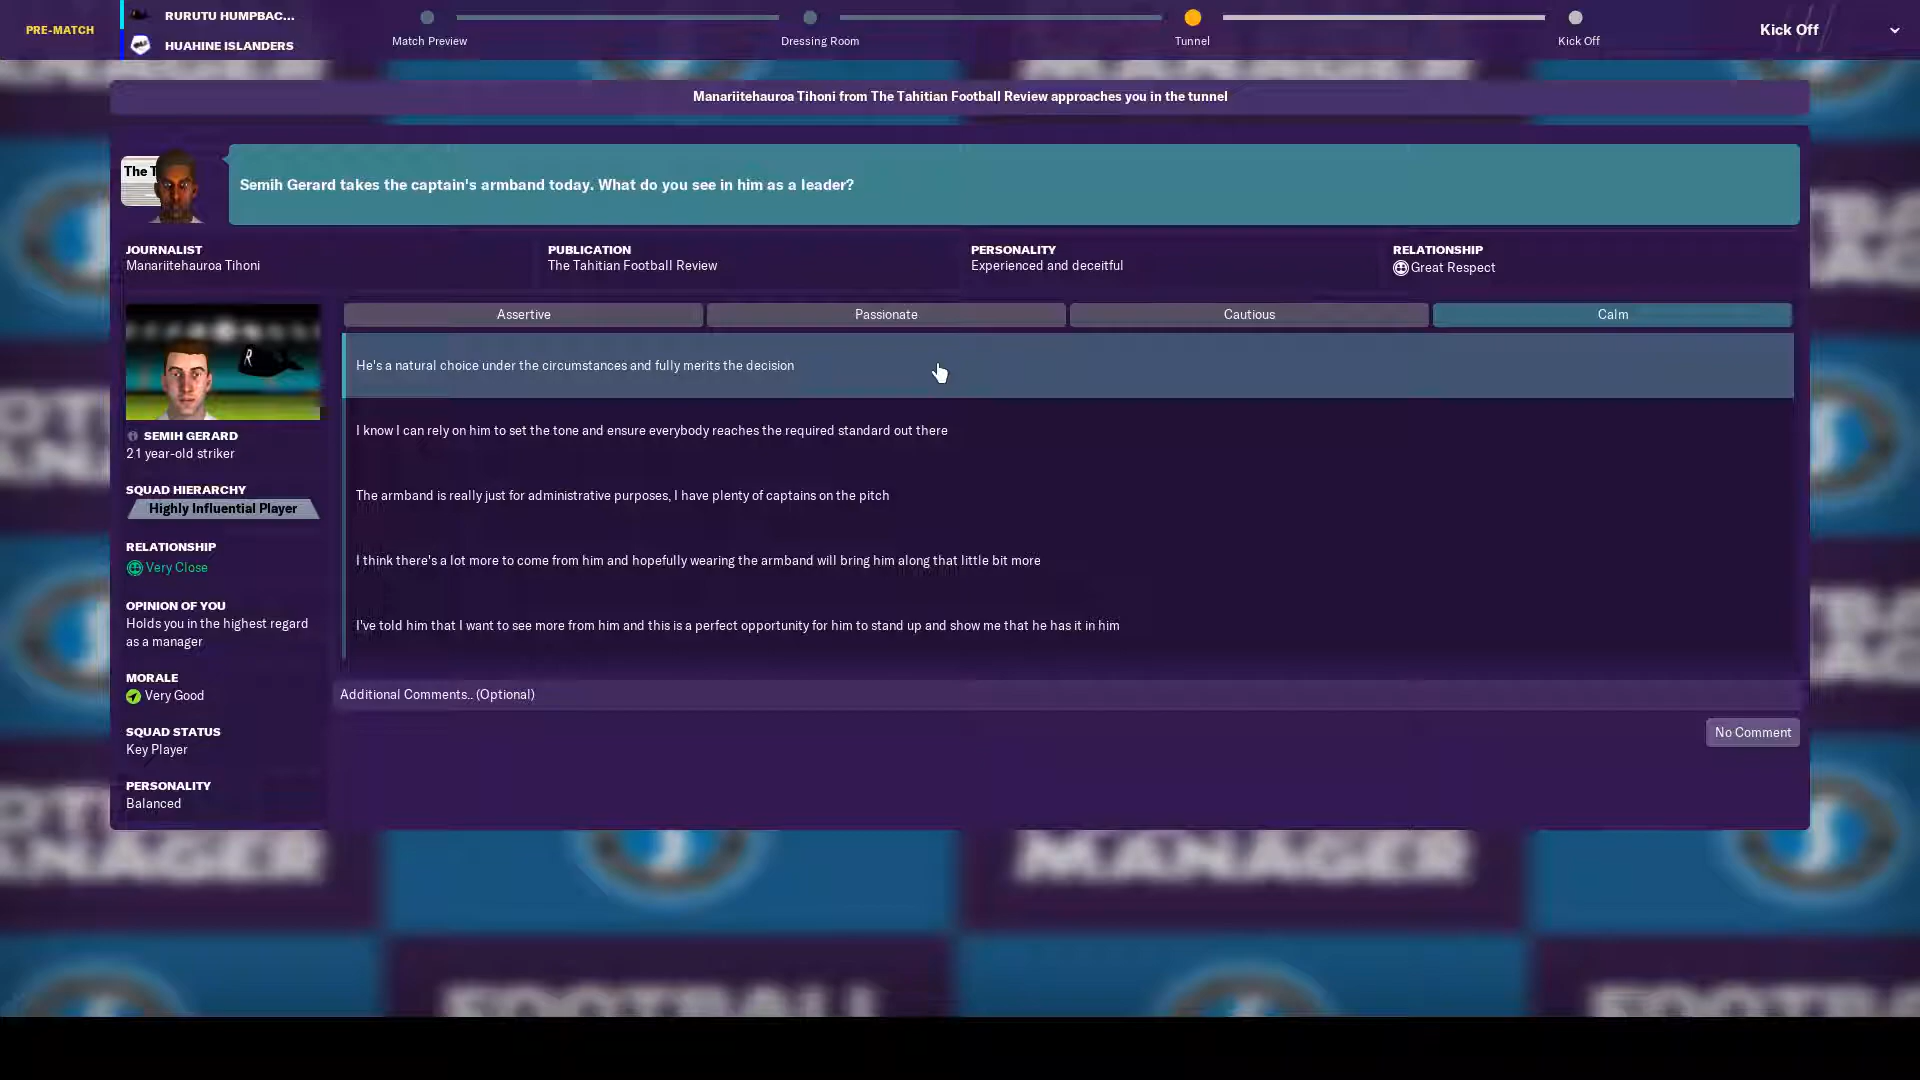 PRE-MATCH
RURUTU HUMPBAC...
HUAHINE ISLANDERS
Match Preview
Dressing Room
Tunnel
Kick Off
Kick Off
Manariitehauroa Tihoni from The Tahitian Football Review approaches you in the tunnel
The T
Semih Gerard takes the captain's armband today. What do you see in him as a leader?
JOURNALIST
Manariitehauroa Tihoni
PUBLICATION
The Tahitian Football Review
PERSONALITY
Experienced and deceitful
RELATIONSHIP
Great Respect
Assertive
Passionate
Cautious
Calm
R
SEMIH GERARD
21 year-old striker
SQUAD HIERARCHY
Highly Influential Player
RELATIONSHIP
Very Close
OPINION OF YOU
Holds you in the highest regard
as a manager
MORALE
Very Good
SQUAD STATUS
Key Player
PERSONALITY
Balanced
He's a natural choice under the circumstances and fully merits the decision
I know I can rely on him to set the tone and ensure everybody reaches the required standard out there
The armband is really just for administrative purposes, I have plenty of captains on the pitch
I think there's a lot more to come from him and hopefully wearing the armband will bring him along that little bit more
I've told him that I want to see more from him and this is a perfect opportunity for him to stand up and show me that he has it in him
Additional Comments.. (Optional)
No Comment
MANAGER
FOOTBALL